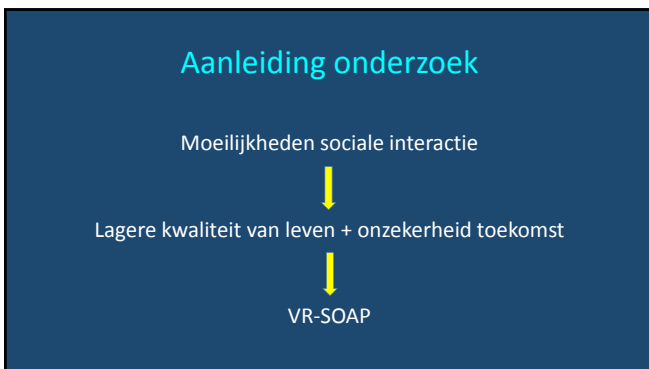 Aanleiding onderzoek
Moeilijkheden sociale interactie
Lagere kwaliteit van leven + onzekerheid toekomst
VR-SOAP